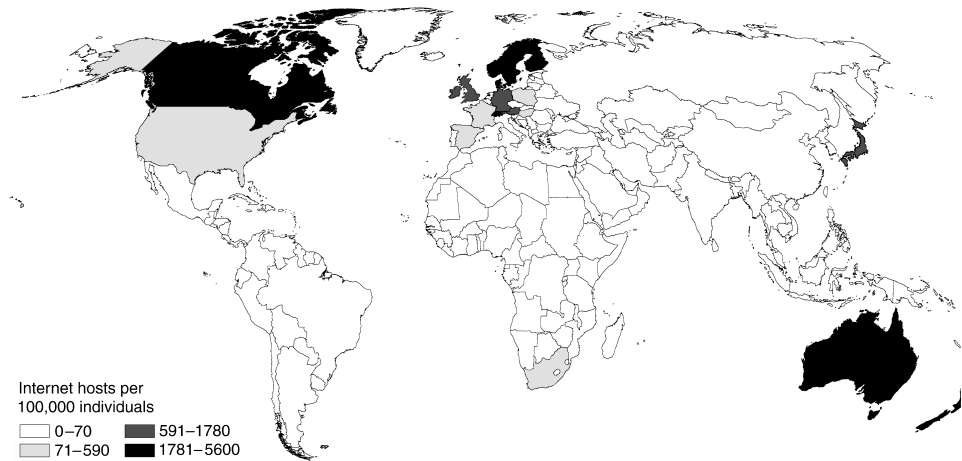 Internet hosts per
100,000 individuals
0–70
591–1780
71–590
1781–5600